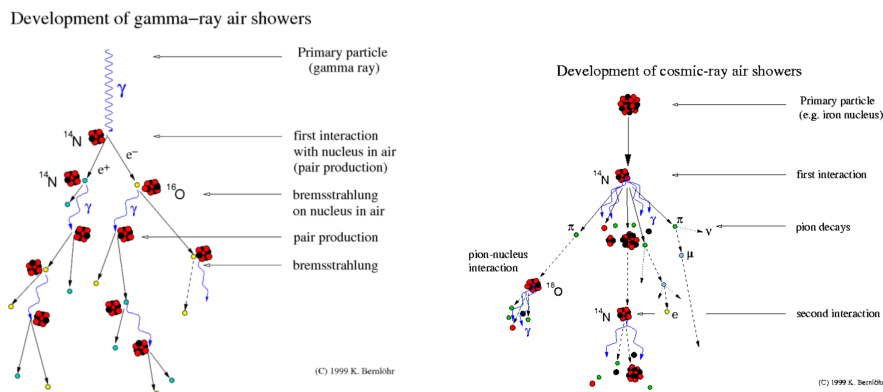 Development of gamma-ray air showers
Primary particle
(gamma ray)
γ
¹⁴N
first interaction
with nucleus in air
(pair production)
e⁺
e⁻
¹⁴N
¹⁶O
bremsstrahlung
on nucleus in air
γ
γ
pair production
bremsstrahlung
(C) 1999 K. Bernlöhr
Development of cosmic-ray air showers
Primary particle
(e.g. iron nucleus)
¹⁴N
first interaction
π
γ
π
ν
pion decays
pion-nucleus
interaction
μ
¹⁶O
γ
¹⁴N
e
second interaction
(C) 1999 K. Bernlöhr